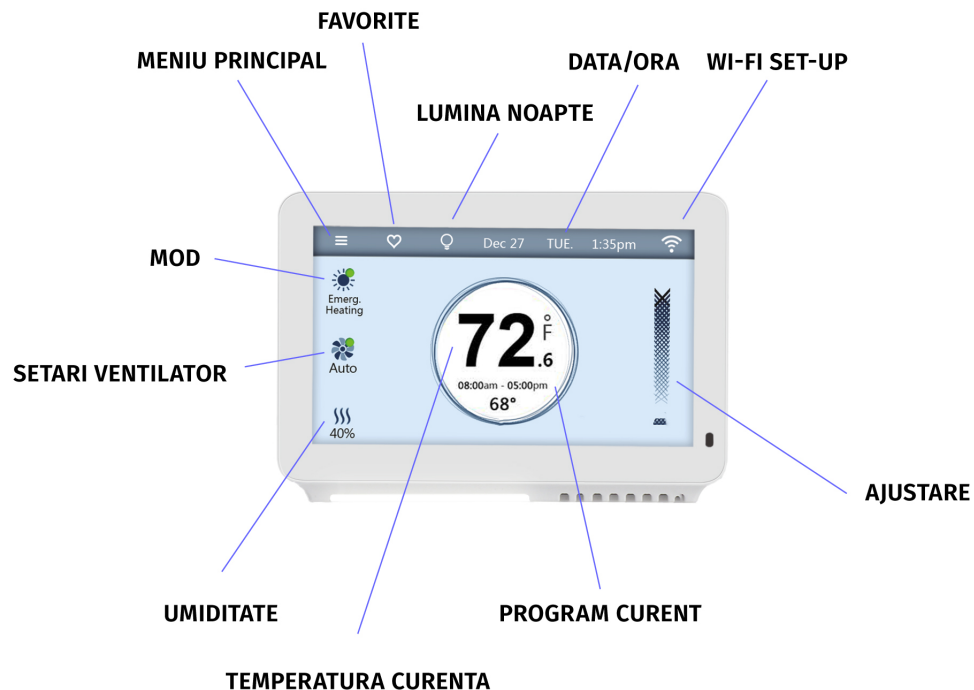 FAVORITE
MENIU PRINCIPAL
DATA/ORA
WI-FI SET-UP
LUMINA NOAPTE
Dec 27 TUE. 1:35pm
MOD
Emerg.
Heating
72.6 °F
SETARI VENTILATOR
Auto
08:00am - 05:00pm
68°
40%
AJUSTARE
UMIDITATE
PROGRAM CURENT
TEMPERATURA CURENTA